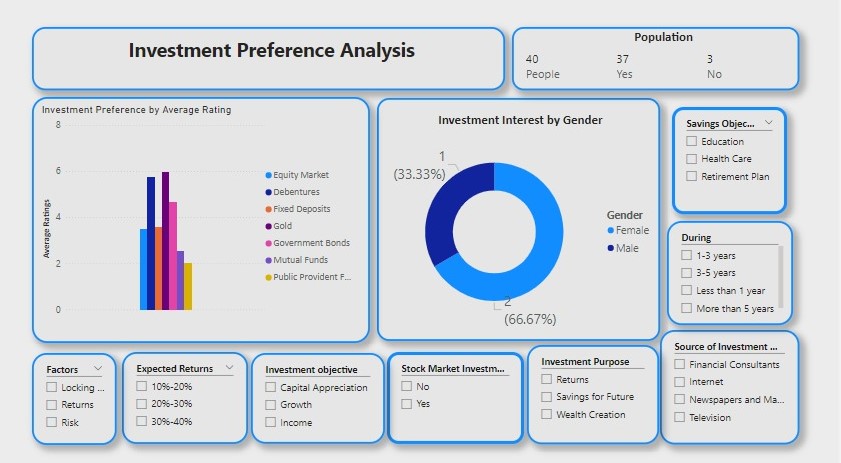 Investment Preference Analysis
Population
40
37
3
People
Yes
No
Investment Preference by Average Rating
8
6
4
2
0
Average Ratings
Equity Market
Debentures
Fixed Deposits
Gold
Government Bonds
Mutual Funds
Public Provident F...
Investment Interest by Gender
1
(33.33%)
2
(66.67%)
Gender
Female
Male
Savings Objec...
Education
Health Care
Retirement Plan
During
1-3 years
3-5 years
Less than 1 year
More than 5 years
Factors
Locking ...
Returns
Risk
Expected Returns
10%-20%
20%-30%
30%-40%
Investment objective
Capital Appreciation
Growth
Income
Stock Market Investm...
No
Yes
Investment Purpose
Returns
Savings for Future
Wealth Creation
Source of Investment ...
Financial Consultants
Internet
Newspapers and Ma...
Television